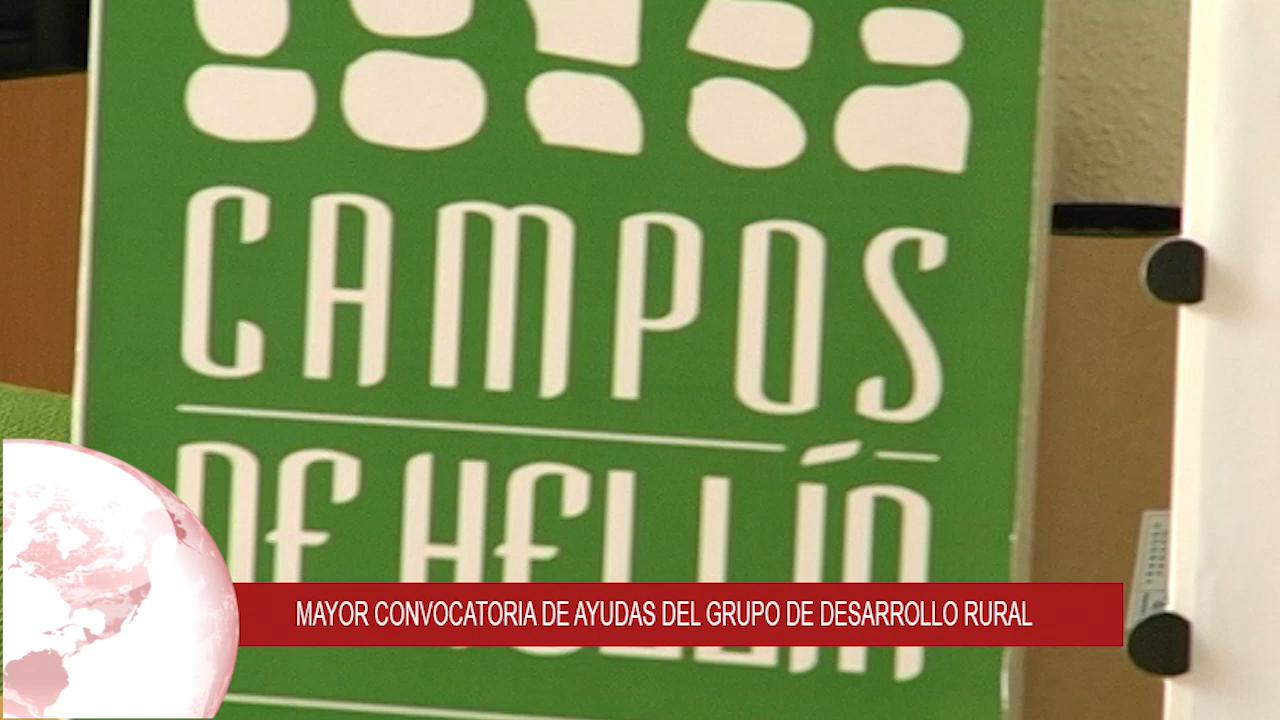 CAMPOS
DE HELLÍN
MAYOR CONVOCATORIA DE AYUDAS DEL GRUPO DE DESARROLLO RURAL